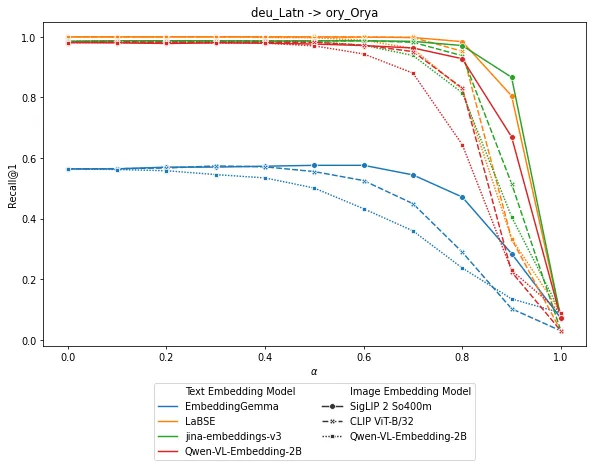 deu_Latn -> ory_Orya
Recall@1
1.0
0.8
0.6
0.4
0.2
0.0
0.0 0.2 0.4 0.6 0.8 1.0
α
Text Embedding Model
EmbeddingGemma
LaBSE
jina-embeddings-v3
Qwen-VL-Embedding-2B
Image Embedding Model
SigLIP 2 So400m
CLIP ViT-B/32
Qwen-VL-Embedding-2B